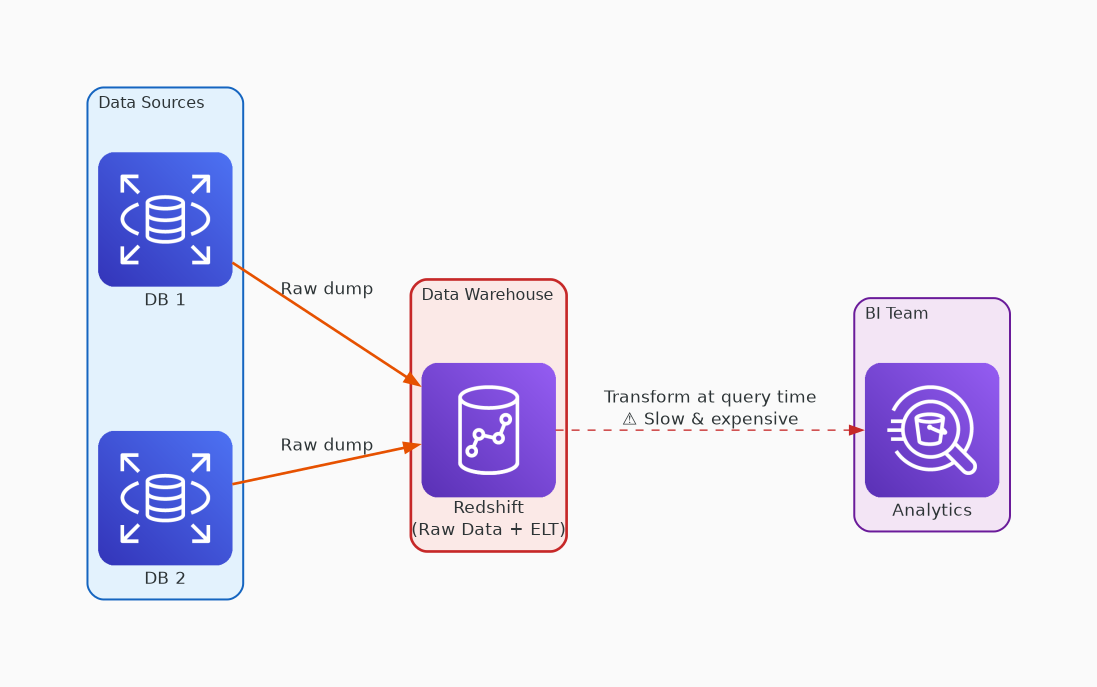 Data Sources
DB 1
Raw dump
Raw dump
DB 2
Data Warehouse
Redshift
(Raw Data + ELT)
Transform at query time
⚠ Slow & expensive
BI Team
Analytics